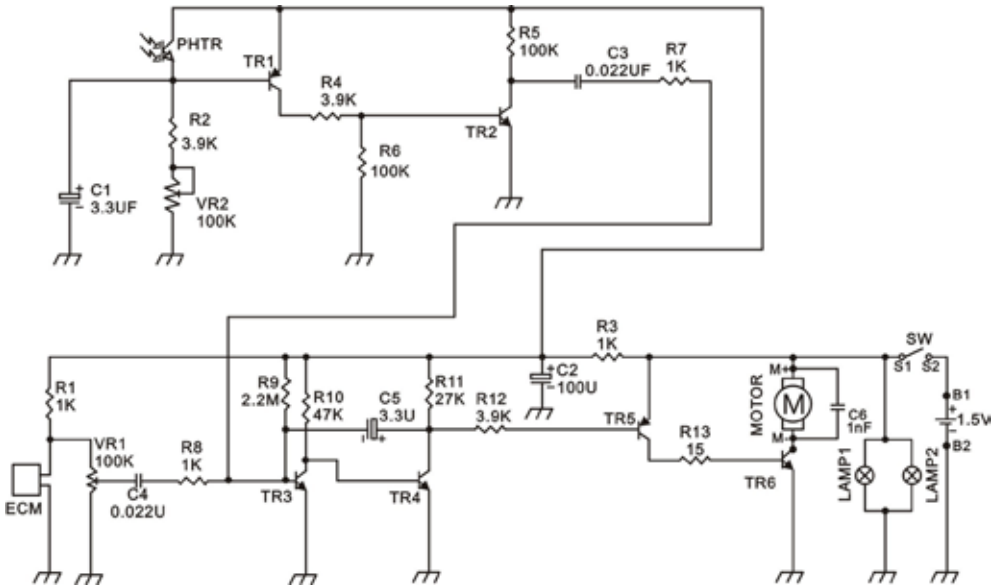 PHTR
TR1
R4
3.9K
R5
100K
C3
0.022UF
R7
1K
R2
3.9K
TR2
R6
100K
+
C1
−
3.3UF
VR2
100K
R3
1K
SW
S1
S2
R1
1K
R9
2.2M
R10
47K
C5
3.3U
R11
27K
R12
3.9K
+
C2
−
100U
TR5
M+
MOTOR
M
M-
C6
1nF
B1
+
1.5V
−
B2
VR1
100K
R8
1K
R13
15
LAMP1
LAMP2
ECM
C4
0.022U
TR3
TR4
TR6